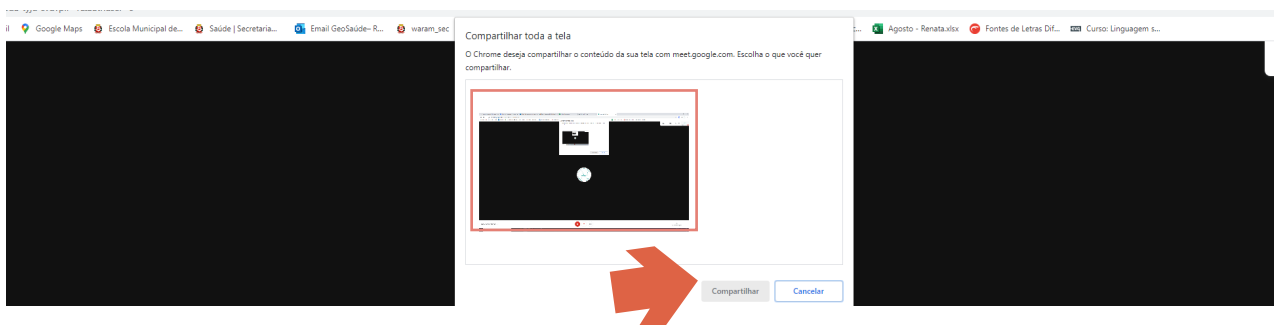 Google Maps
Escola Municipal de...
Saúde | Secretaria...
Email GeoSaúde– R...
waram_sec
Agosto - Renata.xlsx
Fontes de Letras Dif...
Curso: Linguagem s...
Compartilhar toda a tela
O Chrome deseja compartilhar o conteúdo da sua tela com meet.google.com. Escolha o que você quer
compartilhar.
Compartilhar
Cancelar